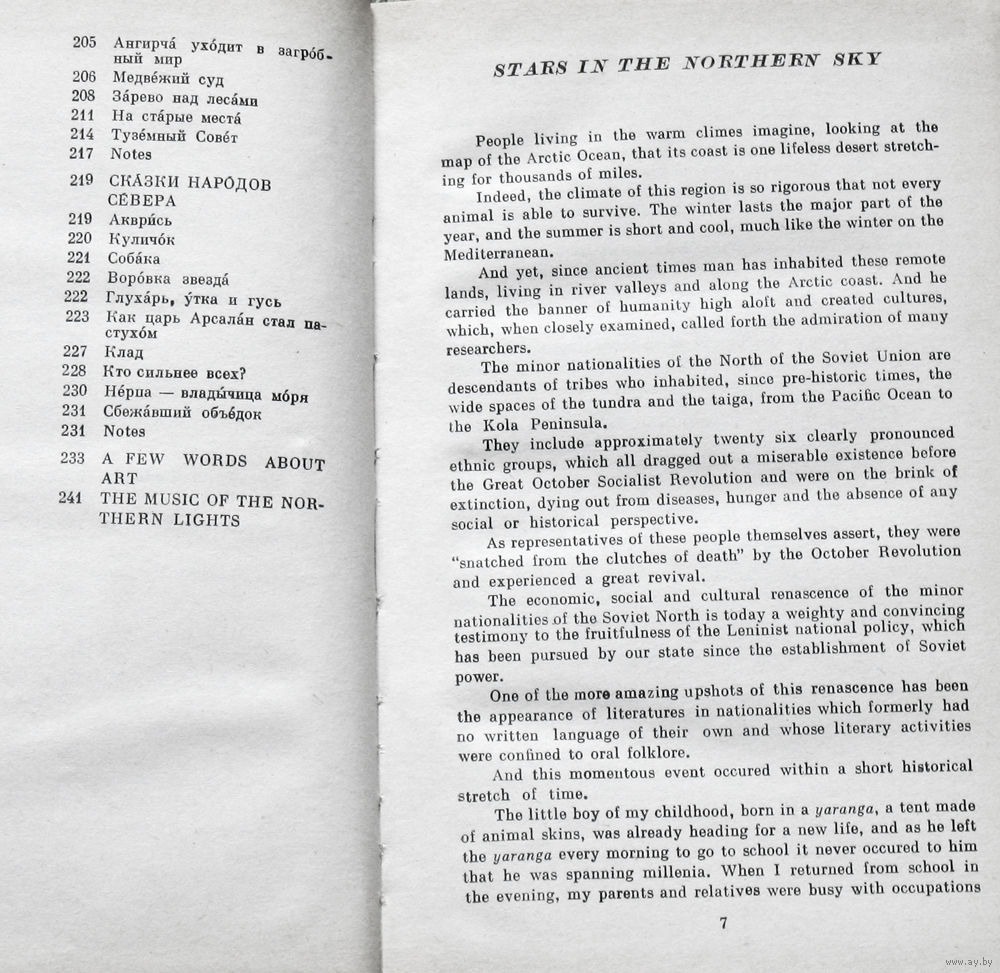 205 Ангирча́ ухо́дит в загро́б-
ный мир
206 Медве́жий суд
208 За́рево над леса́ми
211 На ста́рые места́
214 Тузе́мный Сове́т
217 Notes
219 СКА́ЗКИ НАРО́ДОВ
СЕ́ВЕРА
219 Акври́сь
220 Куличо́к
221 Соба́ка
222 Воро́вка звезда́
222 Глуха́рь, у́тка и гусь
223 Как царь Арсала́н стал па-
стухо́м
227 Клад
228 Кто сильнее всех?
230 Не́рпа — влады́чица мо́ря
231 Сбежа́вший объе́док
231 Notes
233 A FEW WORDS ABOUT
ART
241 THE MUSIC OF THE NOR-
THERN LIGHTS
STARS IN THE NORTHERN SKY
People living in the warm climes imagine, looking at the
map of the Arctic Ocean, that its coast is one lifeless desert stretch-
ing for thousands of miles.
Indeed, the climate of this region is so rigorous that not every
animal is able to survive. The winter lasts the major part of the
year, and the summer is short and cool, much like the winter on the
Mediterranean.
And yet, since ancient times man has inhabited these remote
lands, living in river valleys and along the Arctic coast. And he
carried the banner of humanity high aloft and created cultures,
which, when closely examined, called forth the admiration of many
researchers.
The minor nationalities of the North of the Soviet Union are
descendants of tribes who inhabited, since pre-historic times, the
wide spaces of the tundra and the taiga, from the Pacific Ocean to
the Kola Peninsula.
They include approximately twenty six clearly pronounced
ethnic groups, which all dragged out a miserable existence before
the Great October Socialist Revolution and were on the brink of
extinction, dying out from diseases, hunger and the absence of any
social or historical perspective.
As representatives of these people themselves assert, they were
“snatched from the clutches of death” by the October Revolution
and experienced a great revival.
The economic, social and cultural renascence of the minor
nationalities of the Soviet North is today a weighty and convincing
testimony to the fruitfulness of the Leninist national policy, which
has been pursued by our state since the establishment of Soviet
power.
One of the more amazing upshots of this renascence has been
the appearance of literatures in nationalities which formerly had
no written language of their own and whose literary activities
were confined to oral folklore.
And this momentous event occured within a short historical
stretch of time.
The little boy of my childhood, born in a yaranga, a tent made
of animal skins, was already heading for a new life, and as he left
the yaranga every morning to go to school it never occured to him
that he was spanning millenia. When I returned from school in
the evening, my parents and relatives were busy with occupations
7
www.ay.by